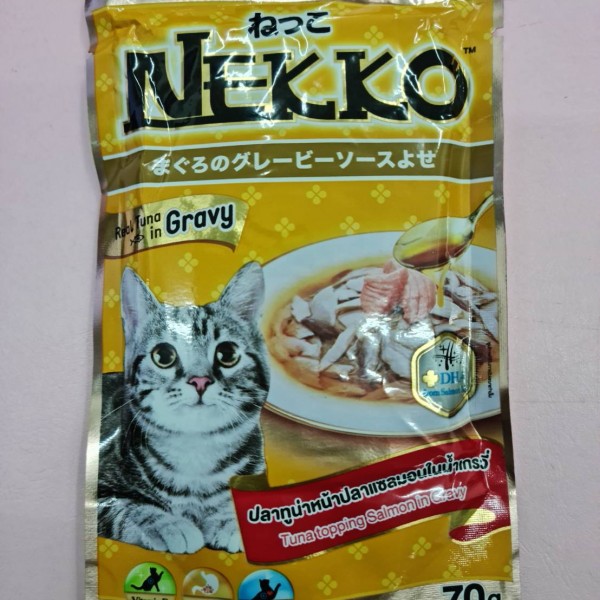 ねっこ
NEKKO™
まぐろのグレービーソースよせ
Real Tuna
in Gravy
DHA
ปลาทูน่าหน้าปลาแซลมอนในน้ำเกรวี่
Tuna topping Salmon in Gravy
70g